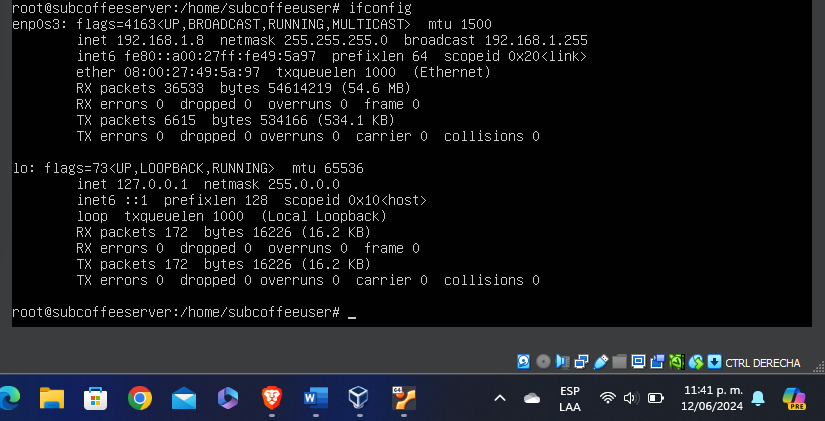 root@subcoffeeserver:/home/subcoffeeuser# ifconfig
enp0s3: flags=4163<UP,BROADCAST,RUNNING,MULTICAST>  mtu 1500
        inet 192.168.1.8  netmask 255.255.255.0  broadcast 192.168.1.255
        inet6 fe80::a00:27ff:fe49:5a97  prefixlen 64  scopeid 0x20<link>
        ether 08:00:27:49:5a:97  txqueuelen 1000  (Ethernet)
        RX packets 36533  bytes 54614219 (54.6 MB)
        RX errors 0  dropped 0  overruns 0  frame 0
        TX packets 6615  bytes 534166 (534.1 KB)
        TX errors 0  dropped 0 overruns 0  carrier 0  collisions 0

lo: flags=73<UP,LOOPBACK,RUNNING>  mtu 65536
        inet 127.0.0.1  netmask 255.0.0.0
        inet6 ::1  prefixlen 128  scopeid 0x10<host>
        loop  txqueuelen 1000  (Local Loopback)
        RX packets 172  bytes 16226 (16.2 KB)
        RX errors 0  dropped 0  overruns 0  frame 0
        TX packets 172  bytes 16226 (16.2 KB)
        TX errors 0  dropped 0 overruns 0  carrier 0  collisions 0

root@subcoffeeserver:/home/subcoffeeuser# _
CTRL DERECHA
ESP
LAA
11:41 p. m.
12/06/2024
W
64
PRE